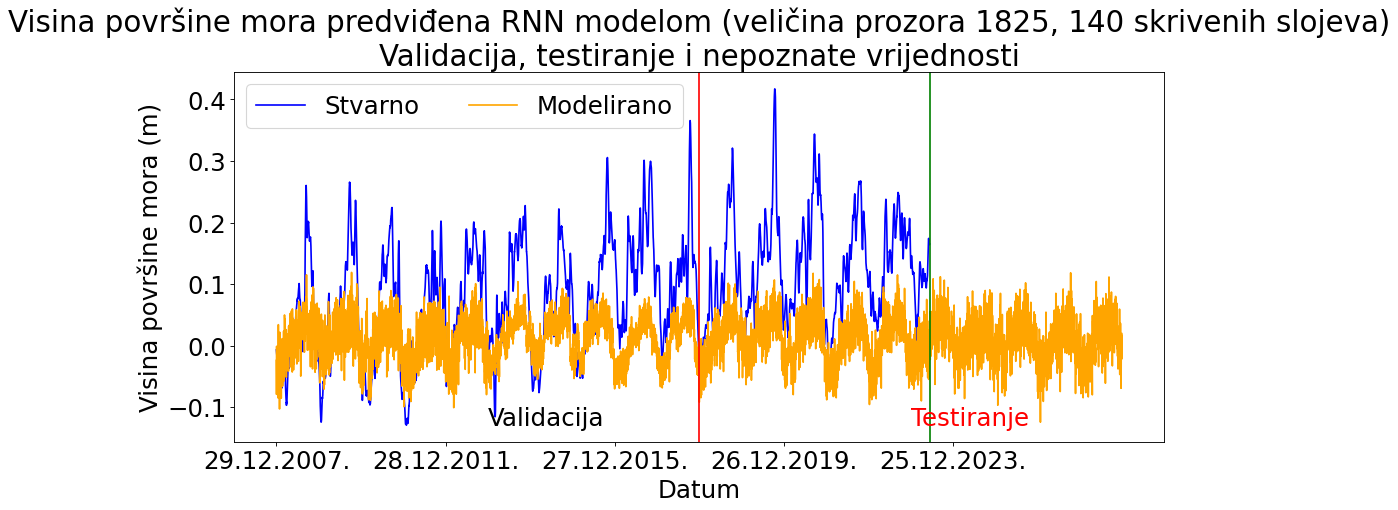 Visina površine mora predviđena RNN modelom (veličina prozora 1825, 140 skrivenih slojeva)
Validacija, testiranje i nepoznate vrijednosti
Stvarno
Modelirano
Visina površine mora (m)
0.4
0.3
0.2
0.1
0.0
−0.1
Validacija
Testiranje
29.12.2007.
28.12.2011.
27.12.2015.
26.12.2019.
25.12.2023.
Datum